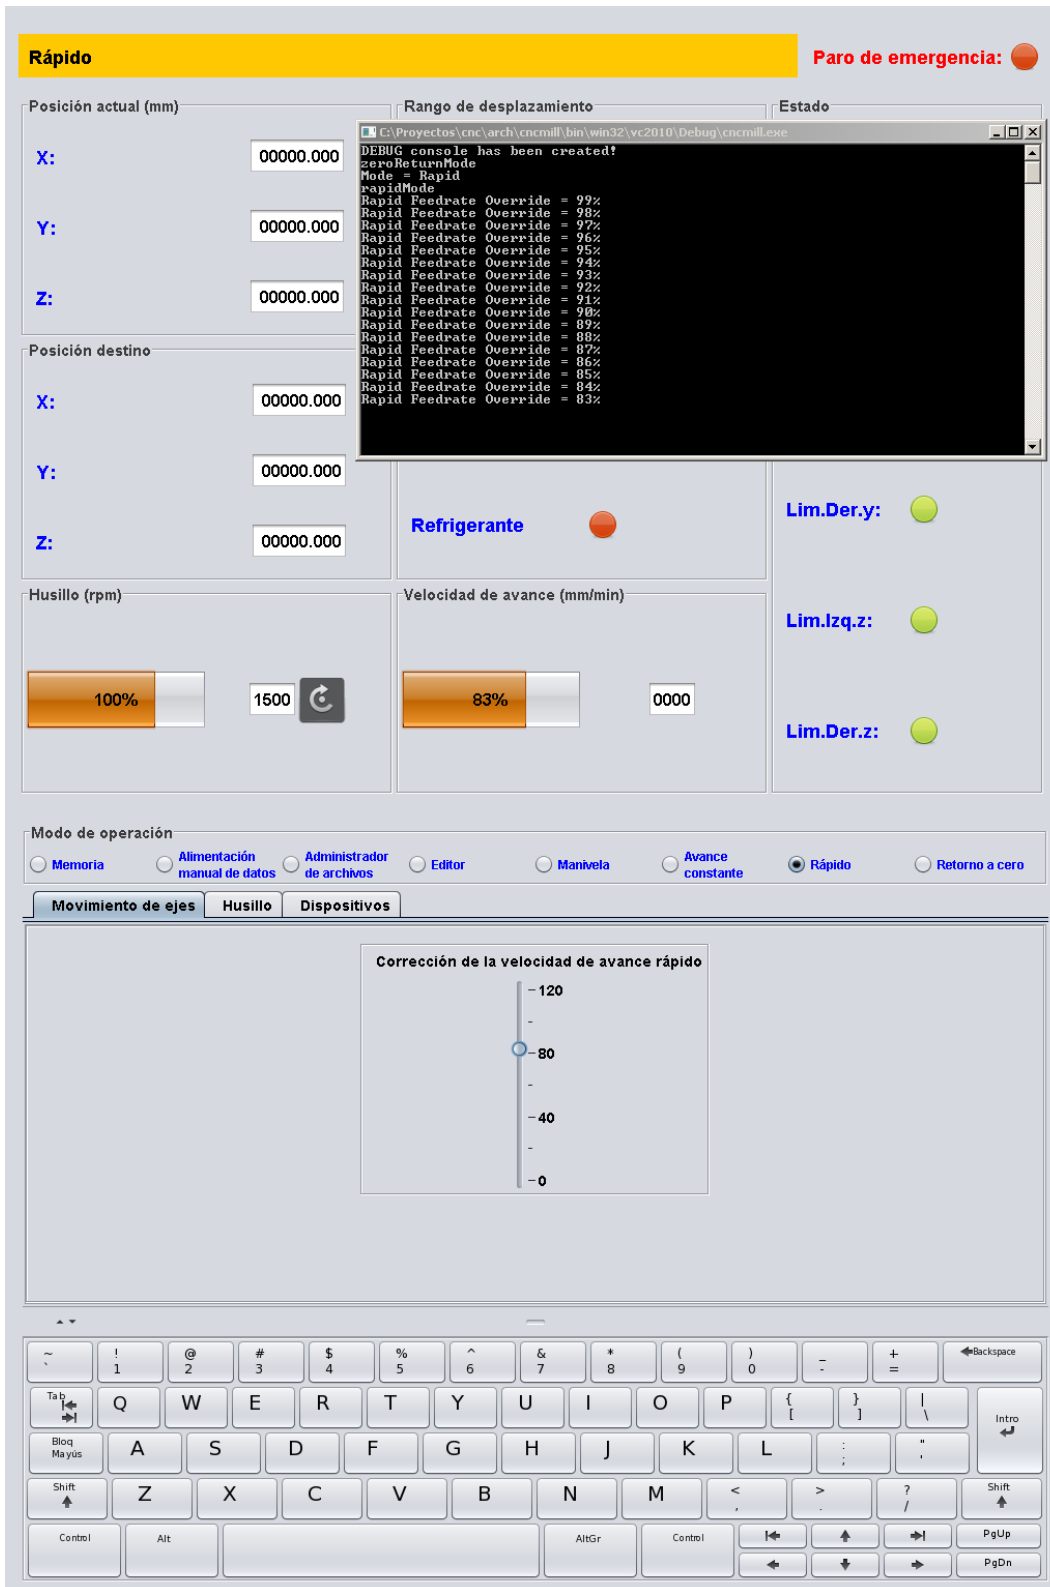 Rápido
Paro de emergencia:
Posición actual (mm)
X:
00000.000
Y:
00000.000
Z:
00000.000
Rango de desplazamiento
Estado
C:\Proyectos\cnc\arch\cncmill\bin\win32\vc2010\Debug\cncmill.exe
DEBUG console has been created!
zeroReturnMode
Mode = Rapid
rapidMode
Rapid Feedrate Override = 99%
Rapid Feedrate Override = 98%
Rapid Feedrate Override = 97%
Rapid Feedrate Override = 96%
Rapid Feedrate Override = 95%
Rapid Feedrate Override = 94%
Rapid Feedrate Override = 93%
Rapid Feedrate Override = 92%
Rapid Feedrate Override = 91%
Rapid Feedrate Override = 90%
Rapid Feedrate Override = 89%
Rapid Feedrate Override = 88%
Rapid Feedrate Override = 87%
Rapid Feedrate Override = 86%
Rapid Feedrate Override = 85%
Rapid Feedrate Override = 84%
Rapid Feedrate Override = 83%
Posición destino
X:
00000.000
Y:
00000.000
Z:
00000.000
Refrigerante
Lim.Der.y:
Lim.Izq.z:
Lim.Der.z:
Husillo (rpm)
100%
1500
Velocidad de avance (mm/min)
83%
0000
Modo de operación
Memoria
Alimentación
manual de datos
Administrador
de archivos
Editor
Manivela
Avance
constante
Rápido
Retorno a cero
Movimiento de ejes
Husillo
Dispositivos
Corrección de la velocidad de avance rápido
120
80
40
0
~ ! @ # $ % ^ & * ( ) _ + Backspace
` 1 2 3 4 5 6 7 8 9 0 - =
Tab Q W E R T Y U I O P { } |
[ ] \
Intro
Bloq
Mayús
A S D F G H J K L : "
; '
Shift Z X C V B N M < > ? Shift
, . /
Control Alt AltGr Control PgUp
PgDn